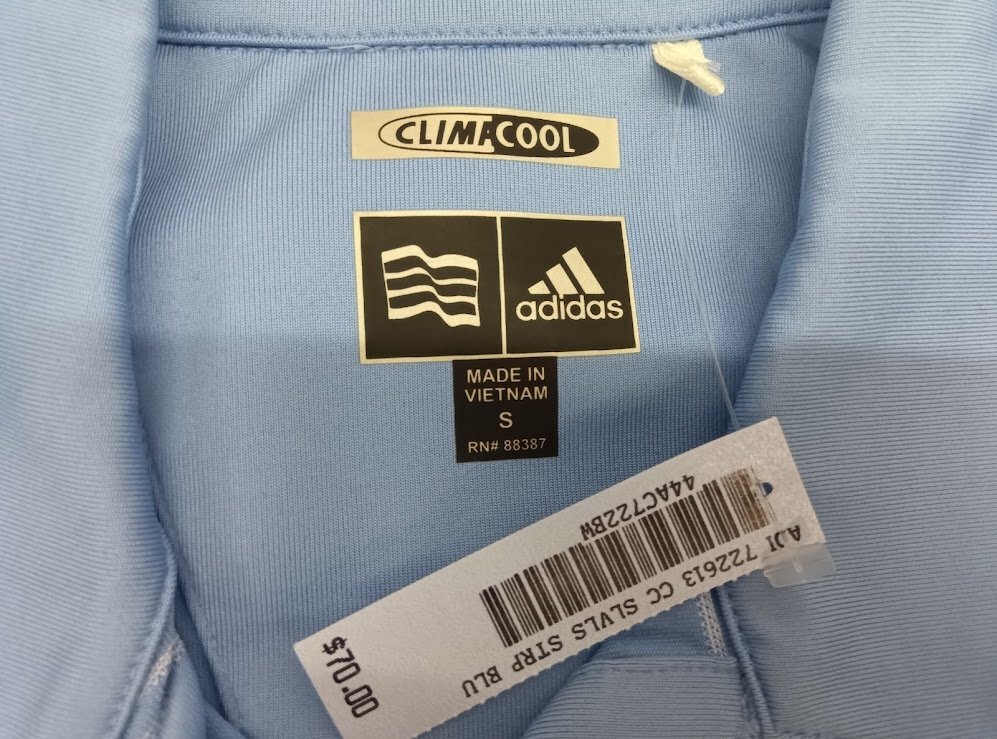 CLIMACOOL
adidas
MADE IN
VIETNAM
S
RN# 88387
44AC722BW
ADI 722613 CC SLVLS STRP BLU
$70.00